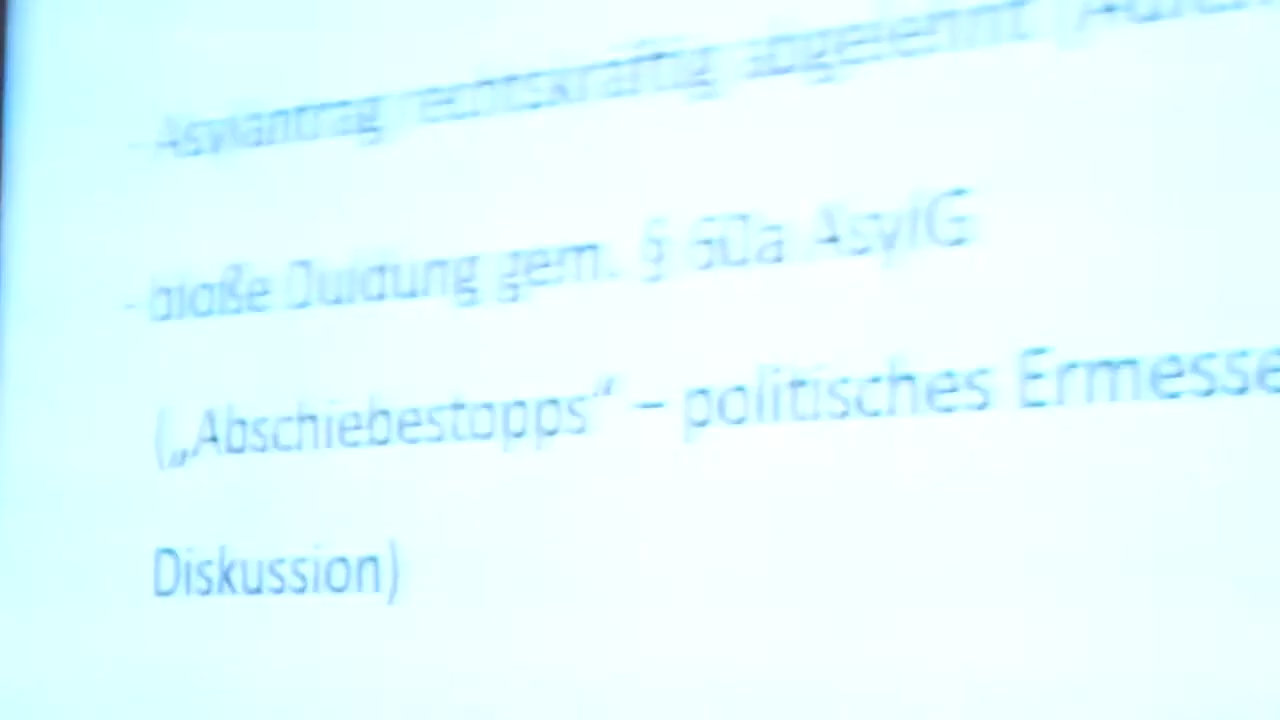 - Asylantrag rechtskräftig abgelehnt
- bloße Duldung gem. § 60a AsylG
(„Abschiebestopps“ – politisches Ermesse
Diskussion)